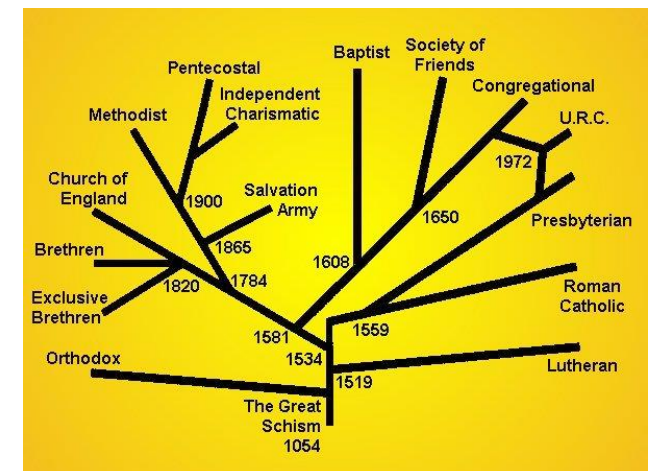 Baptist
Society of
Friends
Pentecostal
Independent
Charismatic
Congregational
Methodist
U.R.C.
1972
Church of
England
Salvation
Army
1900
1650
Presbyterian
Brethren
1865
1608
1820
1784
Exclusive
Brethren
Roman
Catholic
1581
1559
1534
Orthodox
Lutheran
1519
The Great
Schism
1054